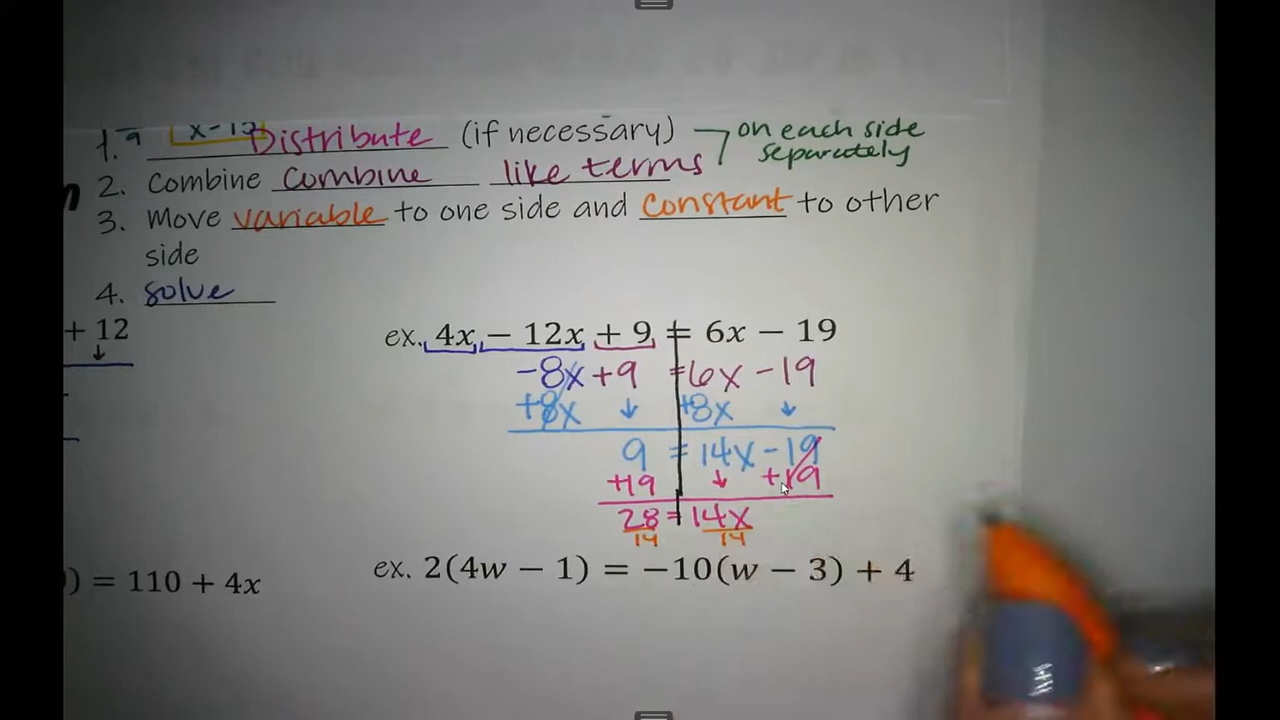 x-13
1. Distribute (if necessary) on each side
separately
2. Combine combine like terms
3. Move variable to one side and constant to other
side
4. solve
+ 12
ex. 4x − 12x + 9 = 6x − 19
-8x+9 =6x -19
+8x +8x
9 = 14x -19
+19 +19
28 = 14x
14 14
ex. 2(4w − 1) = −10(w − 3) + 4
) = 110 + 4x